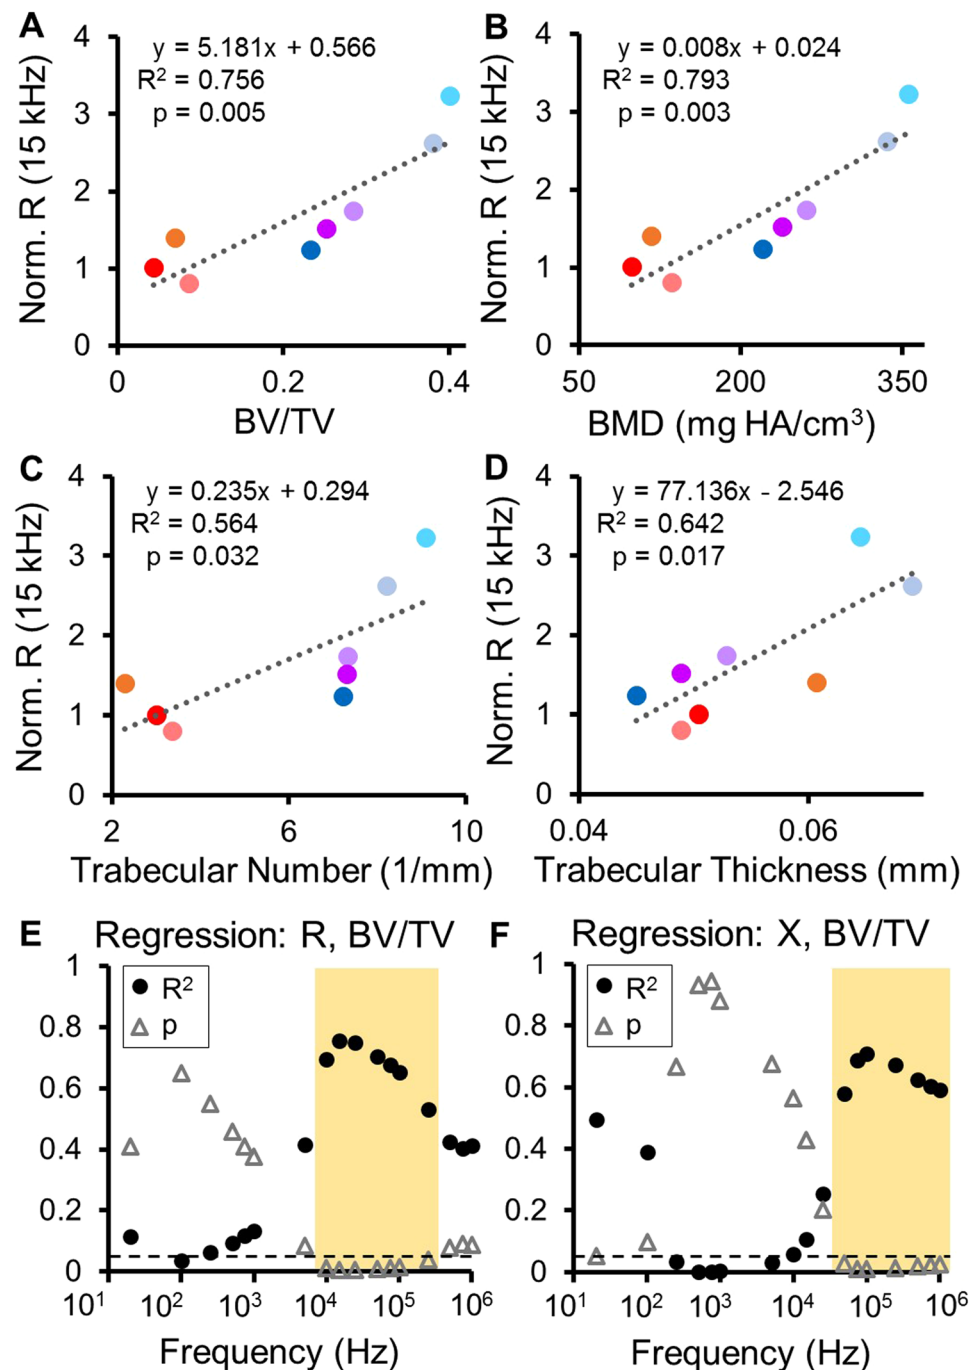 A
y = 5.181x + 0.566
R² = 0.756
p = 0.005
Norm. R (15 kHz)
4
3
2
1
0
0 0.2 0.4
BV/TV
B
y = 0.008x + 0.024
R² = 0.793
p = 0.003
Norm. R (15 kHz)
4
3
2
1
0
50 200 350
BMD (mg HA/cm³)
C
y = 0.235x + 0.294
R² = 0.564
p = 0.032
Norm. R (15 kHz)
4
3
2
1
0
2 6 10
Trabecular Number (1/mm)
D
y = 77.136x - 2.546
R² = 0.642
p = 0.017
Norm. R (15 kHz)
4
3
2
1
0
0.04 0.06
Trabecular Thickness (mm)
E
Regression: R, BV/TV
R²
p
1
0.8
0.6
0.4
0.2
0
10¹ 10² 10³ 10⁴ 10⁵ 10⁶
Frequency (Hz)
F
Regression: X, BV/TV
R²
p
1
0.8
0.6
0.4
0.2
0
10¹ 10² 10³ 10⁴ 10⁵ 10⁶
Frequency (Hz)